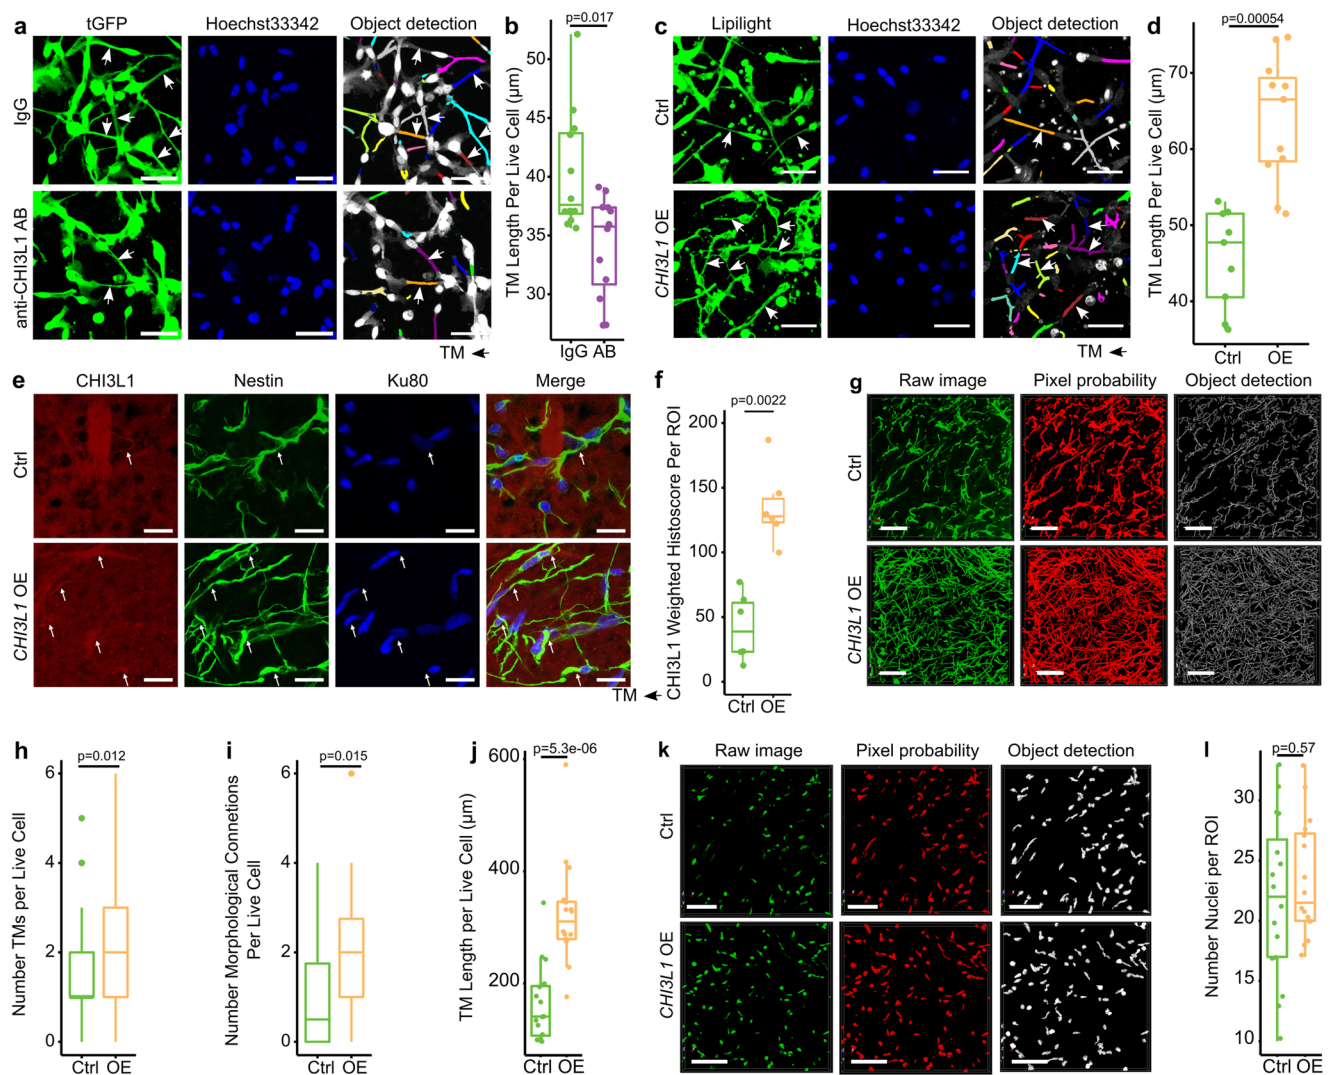 a
tGFP
Hoechst33342
Object detection
IgG
anti-CHI3L1 AB
TM
b
p=0.017
TM Length Per Live Cell (µm)
50
45
40
35
30
IgG AB
c
Lipilight
Hoechst33342
Object detection
Ctrl
CHI3L1 OE
TM
d
p=0.00054
TM Length Per Live Cell (µm)
70
60
50
40
Ctrl
OE
e
CHI3L1
Nestin
Ku80
Merge
Ctrl
CHI3L1 OE
TM
f
p=0.0022
CHI3L1 Weighted Histoscore Per ROI
200
150
100
50
0
Ctrl OE
g
Raw image
Pixel probability
Object detection
Ctrl
CHI3L1 OE
h
p=0.012
Number TMs per Live Cell
6
4
2
0
Ctrl OE
i
p=0.015
Number Morphological Connetions
Per Live Cell
6
4
2
0
Ctrl OE
j
p=5.3e-06
TM Length per Live Cell (µm)
600
400
200
Ctrl OE
k
Raw image
Pixel probability
Object detection
Ctrl
CHI3L1 OE
l
p=0.57
Number Nuclei per ROI
30
25
20
15
10
Ctrl OE